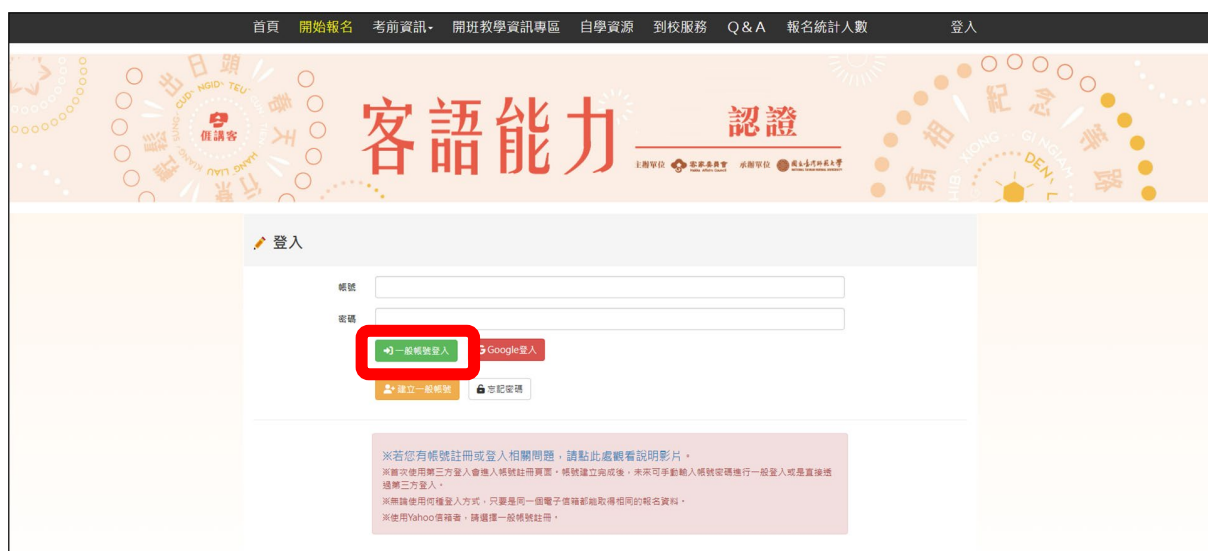 首頁 開始報名 考前資訊 開班教學資訊專區 自學資源 到校服務 Q & A 報名統計人數 登入
𠊎講客
客語能力 認證
主辦單位 客家委員會 承辦單位 國立臺灣師範大學
登入
帳號
密碼
一般帳號登入 Google登入
建立一般帳號 忘記密碼
※若您有帳號註冊或登入相關問題，請點此處觀看說明影片。
※首次使用第三方登入會進入帳號註冊頁面。帳號建立完成後，未來可手動輸入帳號密碼進行一般登入或是直接透
過第三方登入。
※無論使用何種登入方式，只要是同一個電子信箱都能取得相同的報名資料。
※使用Yahoo信箱者，請選擇一般帳號註冊。